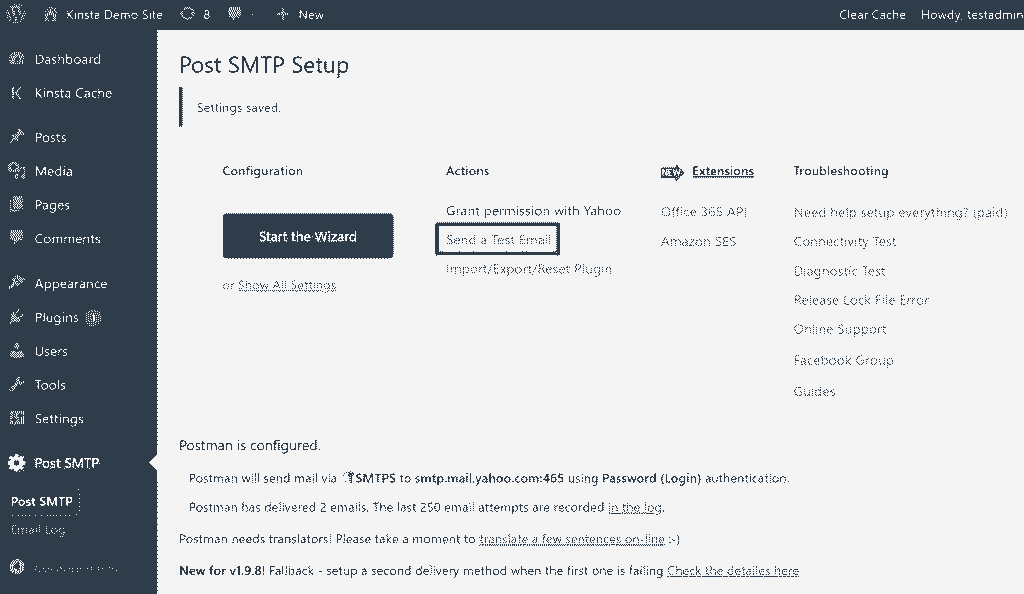 Kinsta Demo Site 8 New Clear Cache Howdy, testadmin
Dashboard
Kinsta Cache
Posts
Media
Pages
Comments
Appearance
Plugins 1
Users
Tools
Settings
Post SMTP
Post SMTP
Email Log
Post SMTP Setup
Settings saved.
Configuration
Start the Wizard
or Show All Settings
Actions
Grant permission with Yahoo
Send a Test Email
Import/Export/Reset Plugin
NEW Extensions
Office 365 API
Amazon SES
Troubleshooting
Need help setup everything? (paid)
Connectivity Test
Diagnostic Test
Release Lock File Error
Online Support
Facebook Group
Guides
Postman is configured.
Postman will send mail via SMTPS to smtp.mail.yahoo.com:465 using Password (Login) authentication.
Postman has delivered 2 emails. The last 250 email attempts are recorded in the log.
Postman needs translators! Please take a moment to translate a few sentences on-line :-)
New for v1.9.8! Fallback - setup a second delivery method when the first one is failing Check the detailes here